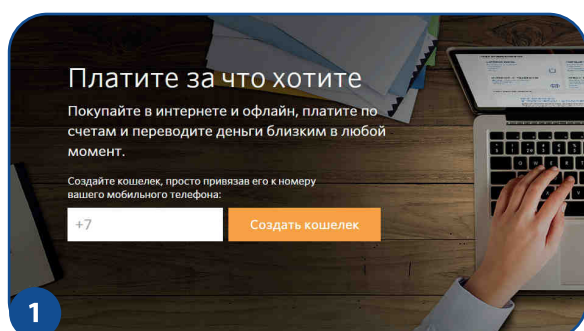 Платите за что хотите
Покупайте в интернете и офлайн, платите по
счетам и переводите деньги близким в любой
момент.
Создайте кошелек, просто привязав его к номеру
вашего мобильного телефона:
+7
Создать кошелек
1